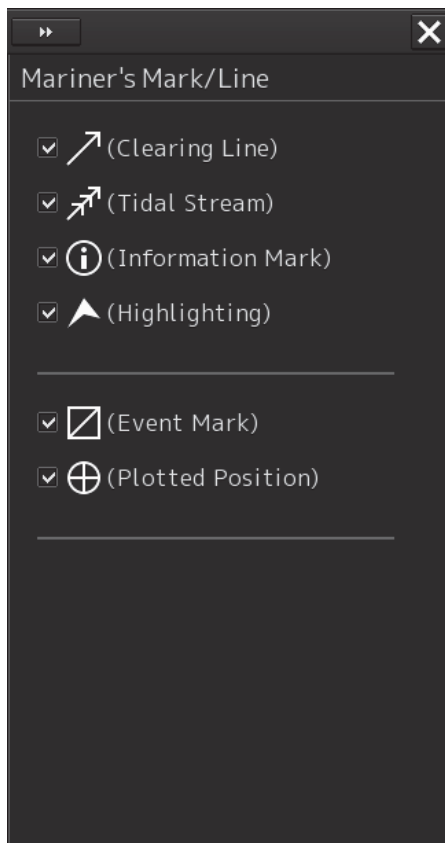 Mariner's Mark/Line
(Clearing Line)
(Tidal Stream)
(Information Mark)
(Highlighting)
(Event Mark)
(Plotted Position)